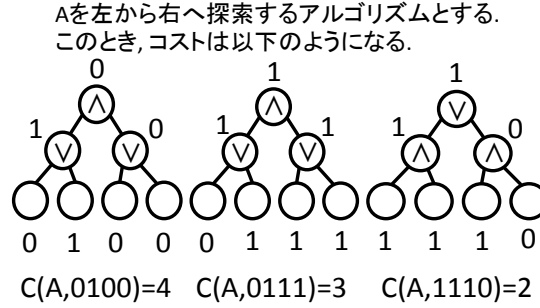 Aを左から右へ探索するアルゴリズムとする.
このとき, コストは以下のようになる.
0 1 1
∧ ∧ ∨
1 0 1 1 1 0
∨ ∨ ∨ ∨ ∧ ∧
0 1 0 0 0 1 1 1 1 1 1 0
C(A,0100)=4 C(A,0111)=3 C(A,1110)=2